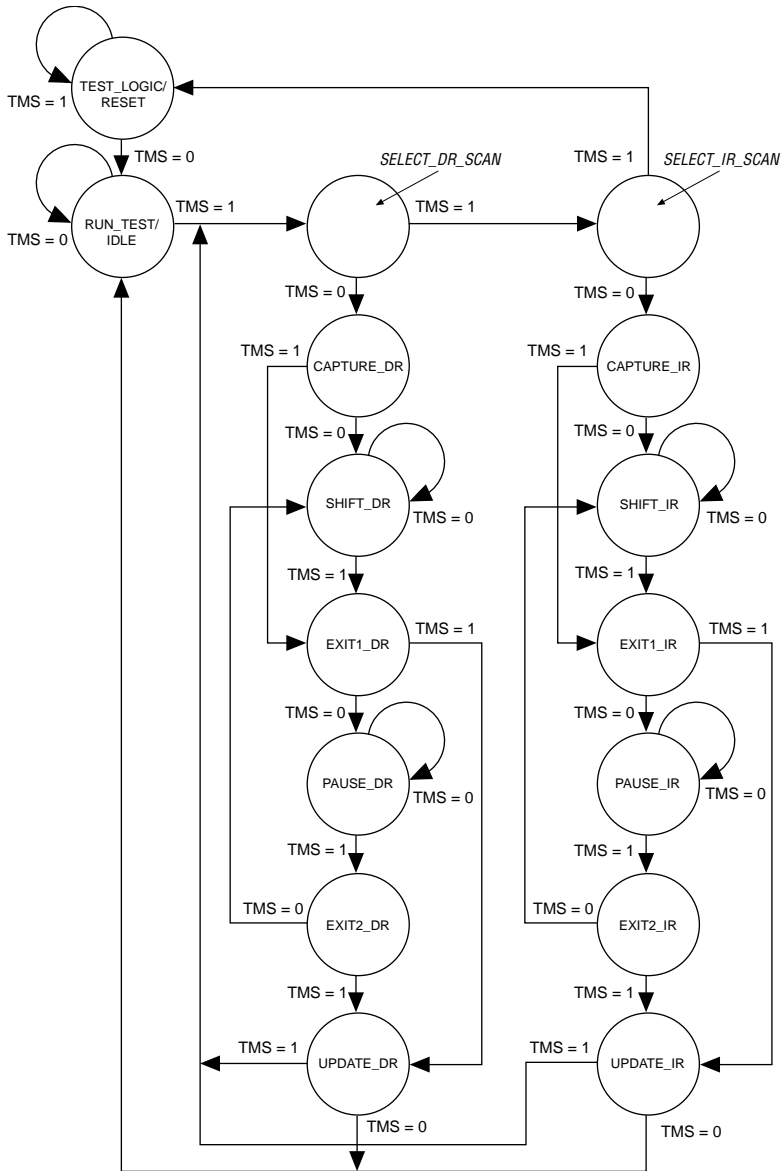 TEST_LOGIC/
RESET
TMS = 1
TMS = 0
SELECT_DR_SCAN
TMS = 1
SELECT_IR_SCAN
RUN_TEST/
IDLE
TMS = 0
TMS = 1
TMS = 1
TMS = 0
TMS = 0
TMS = 1
CAPTURE_DR
TMS = 1
CAPTURE_IR
TMS = 0
TMS = 0
SHIFT_DR
TMS = 0
SHIFT_IR
TMS = 0
TMS = 1
TMS = 1
EXIT1_DR
TMS = 1
EXIT1_IR
TMS = 1
TMS = 0
TMS = 0
PAUSE_DR
TMS = 0
PAUSE_IR
TMS = 0
TMS = 1
TMS = 1
TMS = 0
EXIT2_DR
TMS = 0
EXIT2_IR
TMS = 1
TMS = 1
TMS = 1
UPDATE_DR
TMS = 1
UPDATE_IR
TMS = 0
TMS = 0